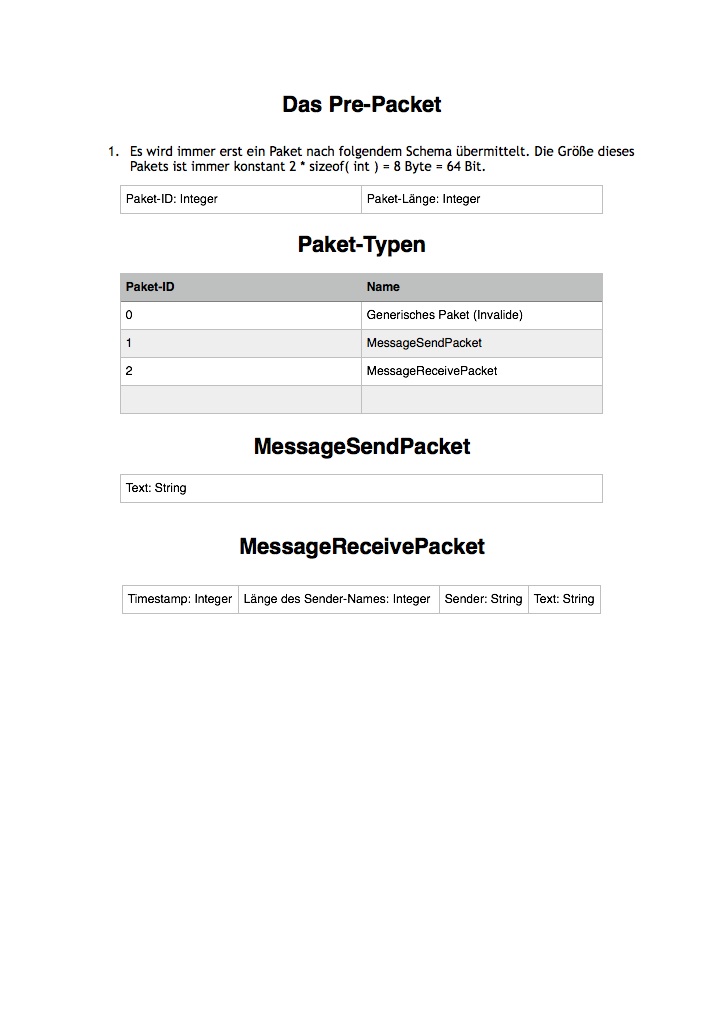 Das Pre-Packet
1. Es wird immer erst ein Paket nach folgendem Schema übermittelt. Die Größe dieses
Pakets ist immer konstant 2 * sizeof( int ) = 8 Byte = 64 Bit.
Paket-ID: Integer Paket-Länge: Integer
Paket-Typen
Paket-ID Name
0 Generisches Paket (Invalide)
1 MessageSendPacket
2 MessageReceivePacket
MessageSendPacket
Text: String
MessageReceivePacket
Timestamp: Integer Länge des Sender-Names: Integer Sender: String Text: String